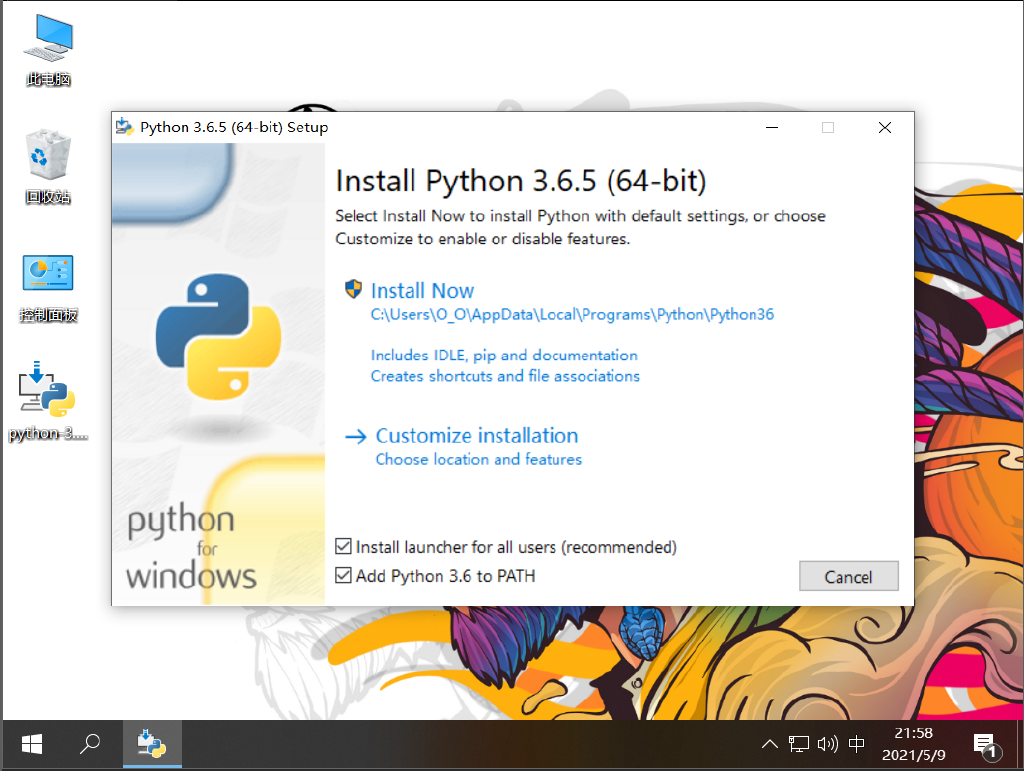 此电脑
回收站
控制面板
python-3....
Python 3.6.5 (64-bit) Setup
Install Python 3.6.5 (64-bit)
Select Install Now to install Python with default settings, or choose
Customize to enable or disable features.
Install Now
C:\Users\O_O\AppData\Local\Programs\Python\Python36
Includes IDLE, pip and documentation
Creates shortcuts and file associations
Customize installation
Choose location and features
python
for
windows
Install launcher for all users (recommended)
Add Python 3.6 to PATH
Cancel
中
21:58
2021/5/9
1